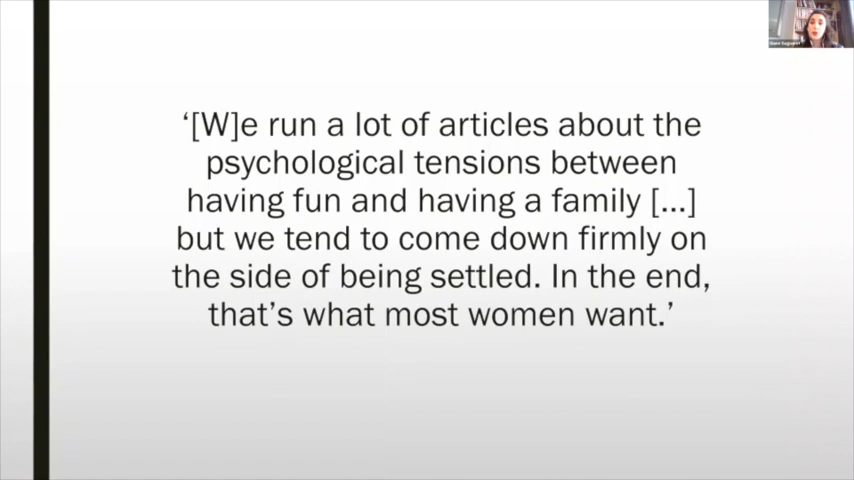 ‘[W]e run a lot of articles about the
psychological tensions between
having fun and having a family [...]
but we tend to come down firmly on
the side of being settled. In the end,
that’s what most women want.’